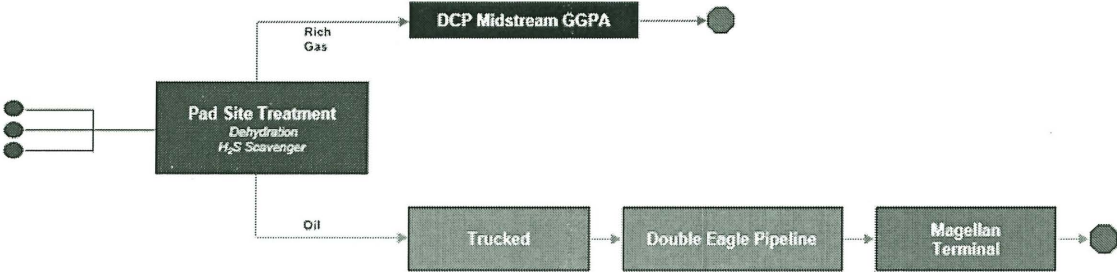 DCP Midstream GGPA
Rich
Gas
Pad Site Treatment
Dehydration
H₂S Scavenger
Oil
Trucked
Double Eagle Pipeline
Magellan
Terminal